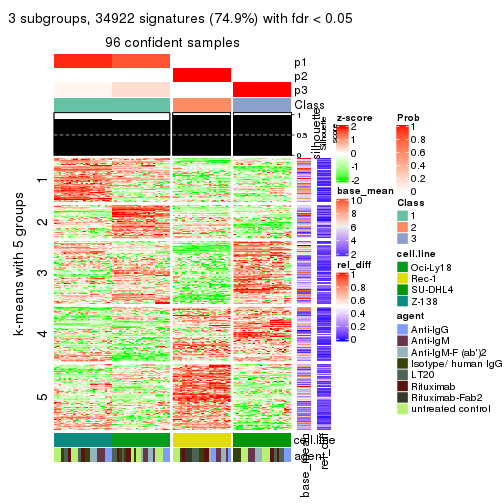 3 subgroups, 34922 signatures (74.9%) with fdr < 0.05
96 confident samples
p1
p2
p3
Class
1
0.5
0
silhouette
Silhouette
score
k-means with 5 groups
1
2
3
4
5
cell.line
agent
base_mean
rel_diff
z-score
2
1
0
-1
-2
base_mean
10
8
6
4
2
rel_diff
1
0.8
0.6
0.4
0.2
0
Prob
1
0.8
0.6
0.4
0.2
0
Class
1
2
3
cell.line
Oci-Ly18
Rec-1
SU-DHL4
Z-138
agent
Anti-IgG
Anti-IgM
Anti-IgM-F (ab')2
Isotype/ human IgG
LT20
Rituximab
Rituximab-Fab2
untreated control